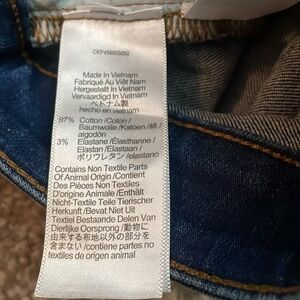 CKP456005052
Made In Vietnam
Fabriqué Au Viêt Nam
Hergestellt In Vietnam
Vervaardigd In Vietnam
ベトナム製
hecho en vietnam
97% Cotton /Coton /
Baumwolle /Katoen / 綿 /
algodón
3% Elastane /Élasthanne /
Elastan /Elastaan /
ポリウレタン /elastano
Contains Non Textile Parts
Of Animal Origin /Contient
Des Pièces Non Textiles
D'origine Animale /Enthält
Nicht-Textile Teile Tierischer
Herkunft /Bevat Niet Uit
Textiel Bestaande Delen Van
Dierlijke Oorsprong /動物に
由来する布地以外の部分を
含まない /contiene partes no
textiles de origen animal